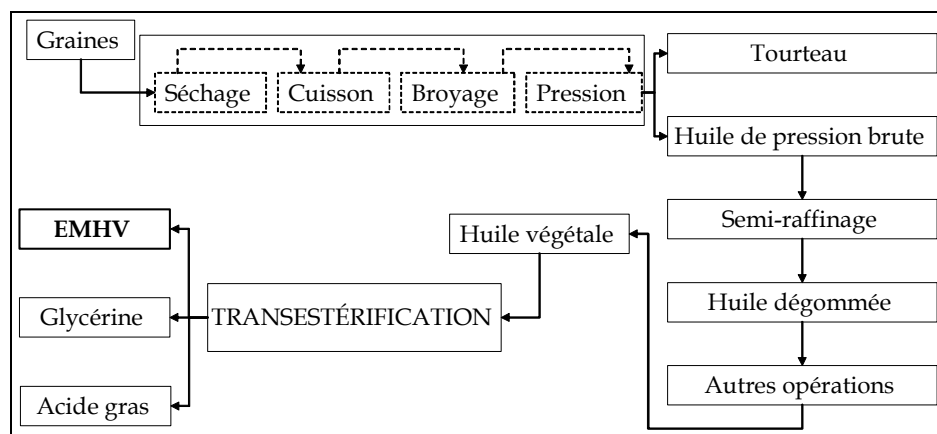 Graines
Séchage
Cuisson
Broyage
Pression
Tourteau
Huile de pression brute
Semi-raffinage
Huile dégommée
Autres opérations
Huile végétale
TRANSESTÉRIFICATION
EMHV
Glycérine
Acide gras